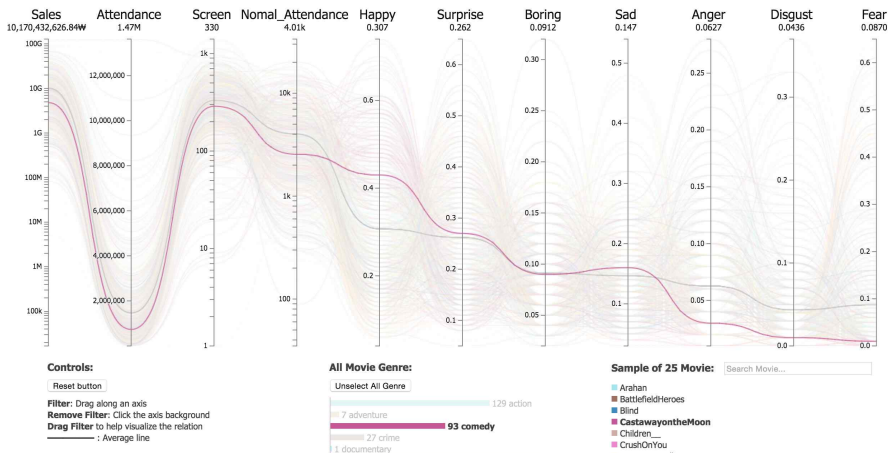 Sales Attendance Screen Nomal_Attendance Happy Surprise Boring Sad Anger Disgust Fear
10,170,432,626.84₩ 1.47M 330 4.01k 0.307 0.262 0.0912 0.147 0.0627 0.0436 0.0870
100G
10G
1G
100M
10M
1M
100k
12,000,000
10,000,000
8,000,000
6,000,000
4,000,000
2,000,000
1k
100
10
1
10k
1k
100
0.6
0.4
0.2
0.6
0.5
0.4
0.3
0.2
0.1
0.30
0.25
0.20
0.15
0.10
0.05
0.5
0.4
0.3
0.2
0.1
0.25
0.20
0.15
0.10
0.05
0.0
0.3
0.2
0.1
0.0
0.6
0.5
0.4
0.3
0.2
0.1
0.0
Controls:
Reset button
Filter: Drag along an axis
Remove Filter: Click the axis background
Drag Filter to help visualize the relation
: Average line
All Movie Genre:
Unselect All Genre
129 action
7 adventure
93 comedy
27 crime
1 documentary
Sample of 25 Movie: Search Movie...
Arahan
BattlefieldHeroes
Blind
CastawayontheMoon
Children__
CrushOnYou